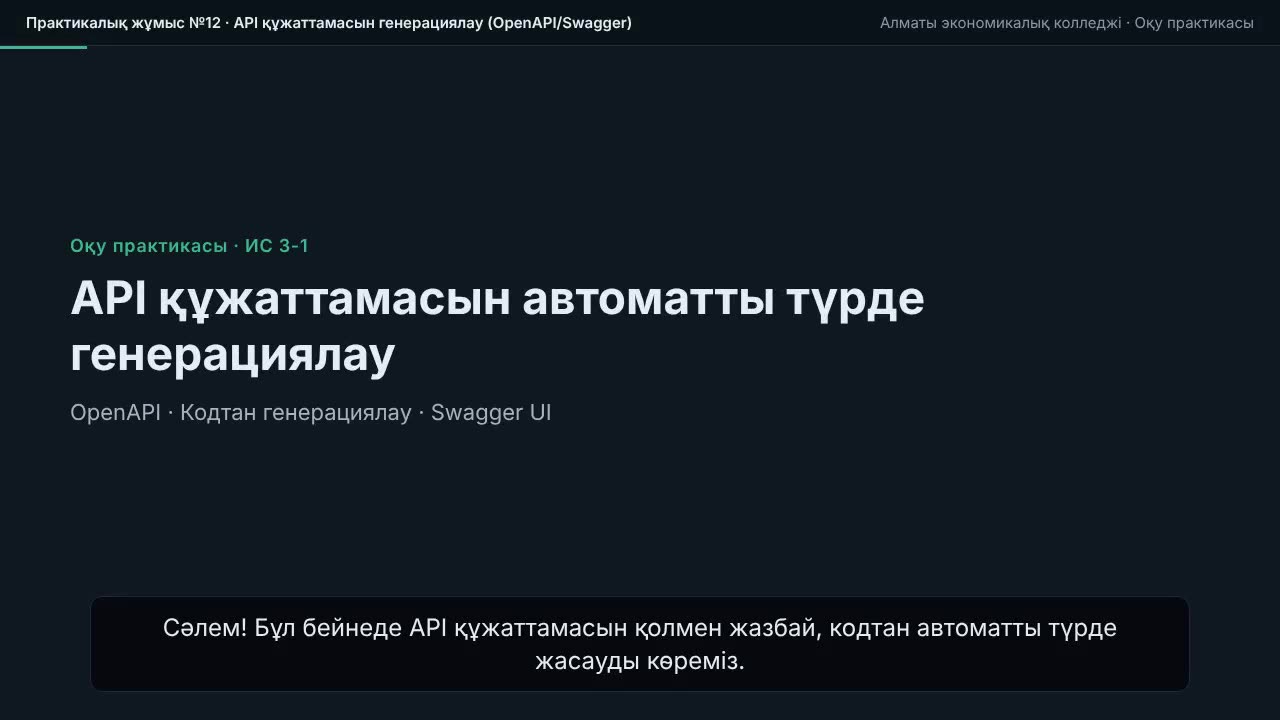 Практикалық жұмыс №12 · API құжаттамасын генерациялау (OpenAPI/Swagger)
Алматы экономикалық колледжі · Оқу практикасы
Оқу практикасы · ИС 3-1
API құжаттамасын автоматты түрде
генерациялау
OpenAPI · Кодтан генерациялау · Swagger UI
Сәлем! Бұл бейнеде API құжаттамасын қолмен жазбай, кодтан автоматты түрде
жасауды көреміз.